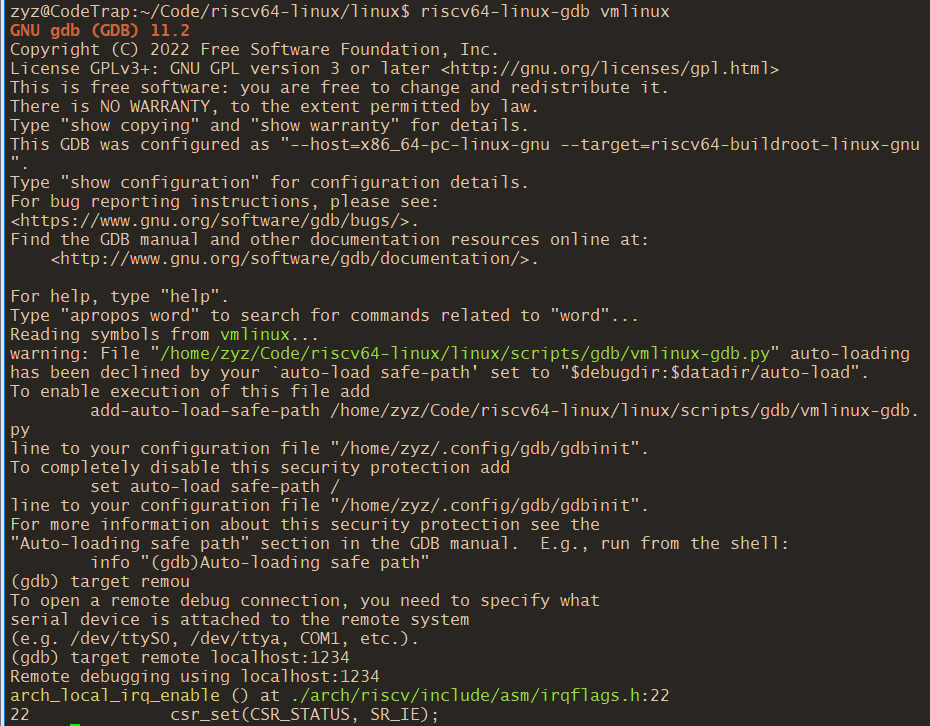 zyz@CodeTrap:~/Code/riscv64-linux/linux$ riscv64-linux-gdb vmlinux
GNU gdb (GDB) 11.2
Copyright (C) 2022 Free Software Foundation, Inc.
License GPLv3+: GNU GPL version 3 or later <http://gnu.org/licenses/gpl.html>
This is free software: you are free to change and redistribute it.
There is NO WARRANTY, to the extent permitted by law.
Type "show copying" and "show warranty" for details.
This GDB was configured as "--host=x86_64-pc-linux-gnu --target=riscv64-buildroot-linux-gnu
".
Type "show configuration" for configuration details.
For bug reporting instructions, please see:
<https://www.gnu.org/software/gdb/bugs/>.
Find the GDB manual and other documentation resources online at:
    <http://www.gnu.org/software/gdb/documentation/>.

For help, type "help".
Type "apropos word" to search for commands related to "word"...
Reading symbols from vmlinux...
warning: File "/home/zyz/Code/riscv64-linux/linux/scripts/gdb/vmlinux-gdb.py" auto-loading
has been declined by your `auto-load safe-path' set to "$debugdir:$datadir/auto-load".
To enable execution of this file add
        add-auto-load-safe-path /home/zyz/Code/riscv64-linux/linux/scripts/gdb/vmlinux-gdb.
py
line to your configuration file "/home/zyz/.config/gdb/gdbinit".
To completely disable this security protection add
        set auto-load safe-path /
line to your configuration file "/home/zyz/.config/gdb/gdbinit".
For more information about this security protection see the
"Auto-loading safe path" section in the GDB manual.  E.g., run from the shell:
        info "(gdb)Auto-loading safe path"
(gdb) target remou
To open a remote debug connection, you need to specify what
serial device is attached to the remote system
(e.g. /dev/ttyS0, /dev/ttya, COM1, etc.).
(gdb) target remote localhost:1234
Remote debugging using localhost:1234
arch_local_irq_enable () at ./arch/riscv/include/asm/irqflags.h:22
22              csr_set(CSR_STATUS, SR_IE);